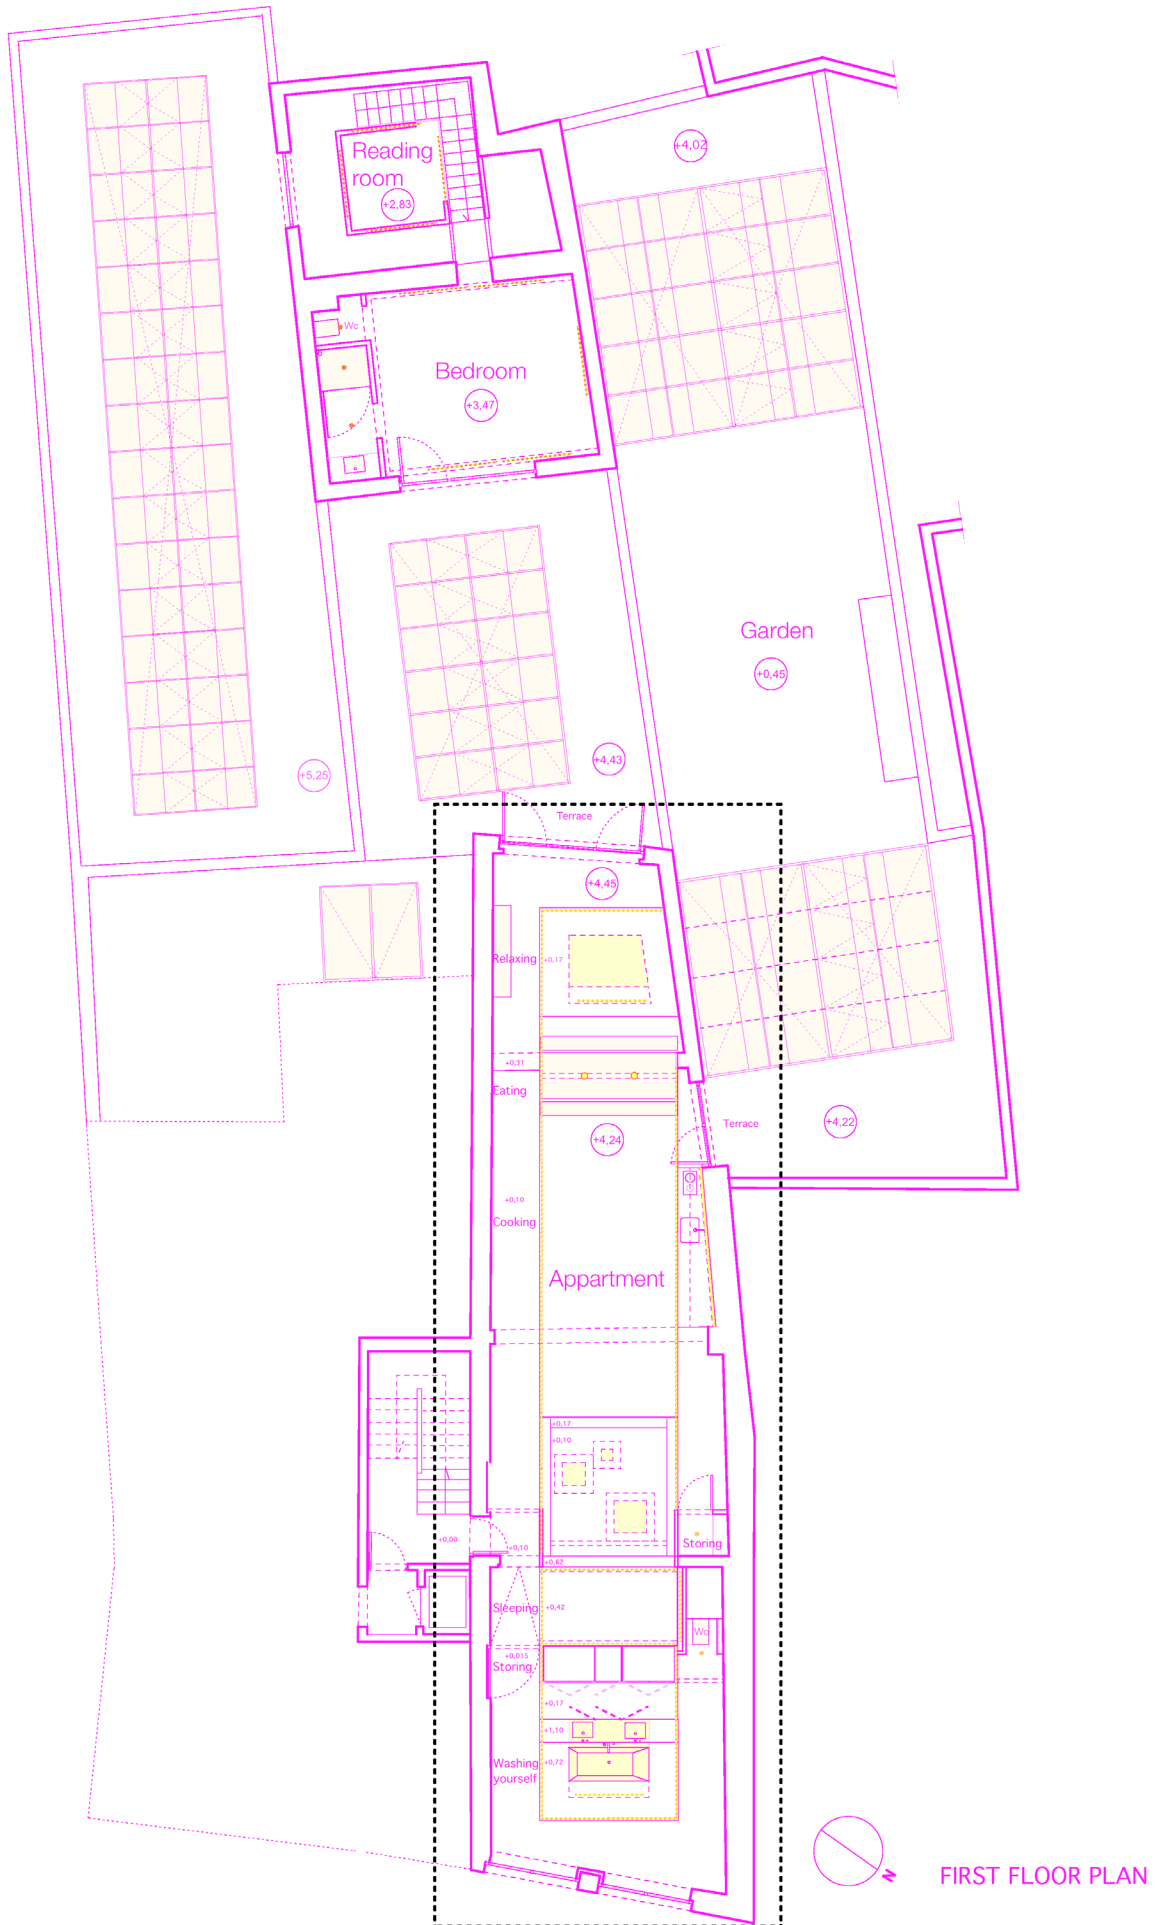 +4,02
Reading
room
+2,83
Wc
Bedroom
+3,47
Garden
+0,45
+4,43
+5,25
Terrace
+4,45
Relaxing
+0,17
+0,31
Eating
Terrace
+4,22
+4,24
+0,10
Cooking
Appartment
+0,17
+0,10
+0,00
+0,10
Storing
+0,62
Sleeping
+0,42
Wc
+0,015
Storing
+0,17
+1,10
Washing
yourself
+0,72
N
FIRST FLOOR PLAN